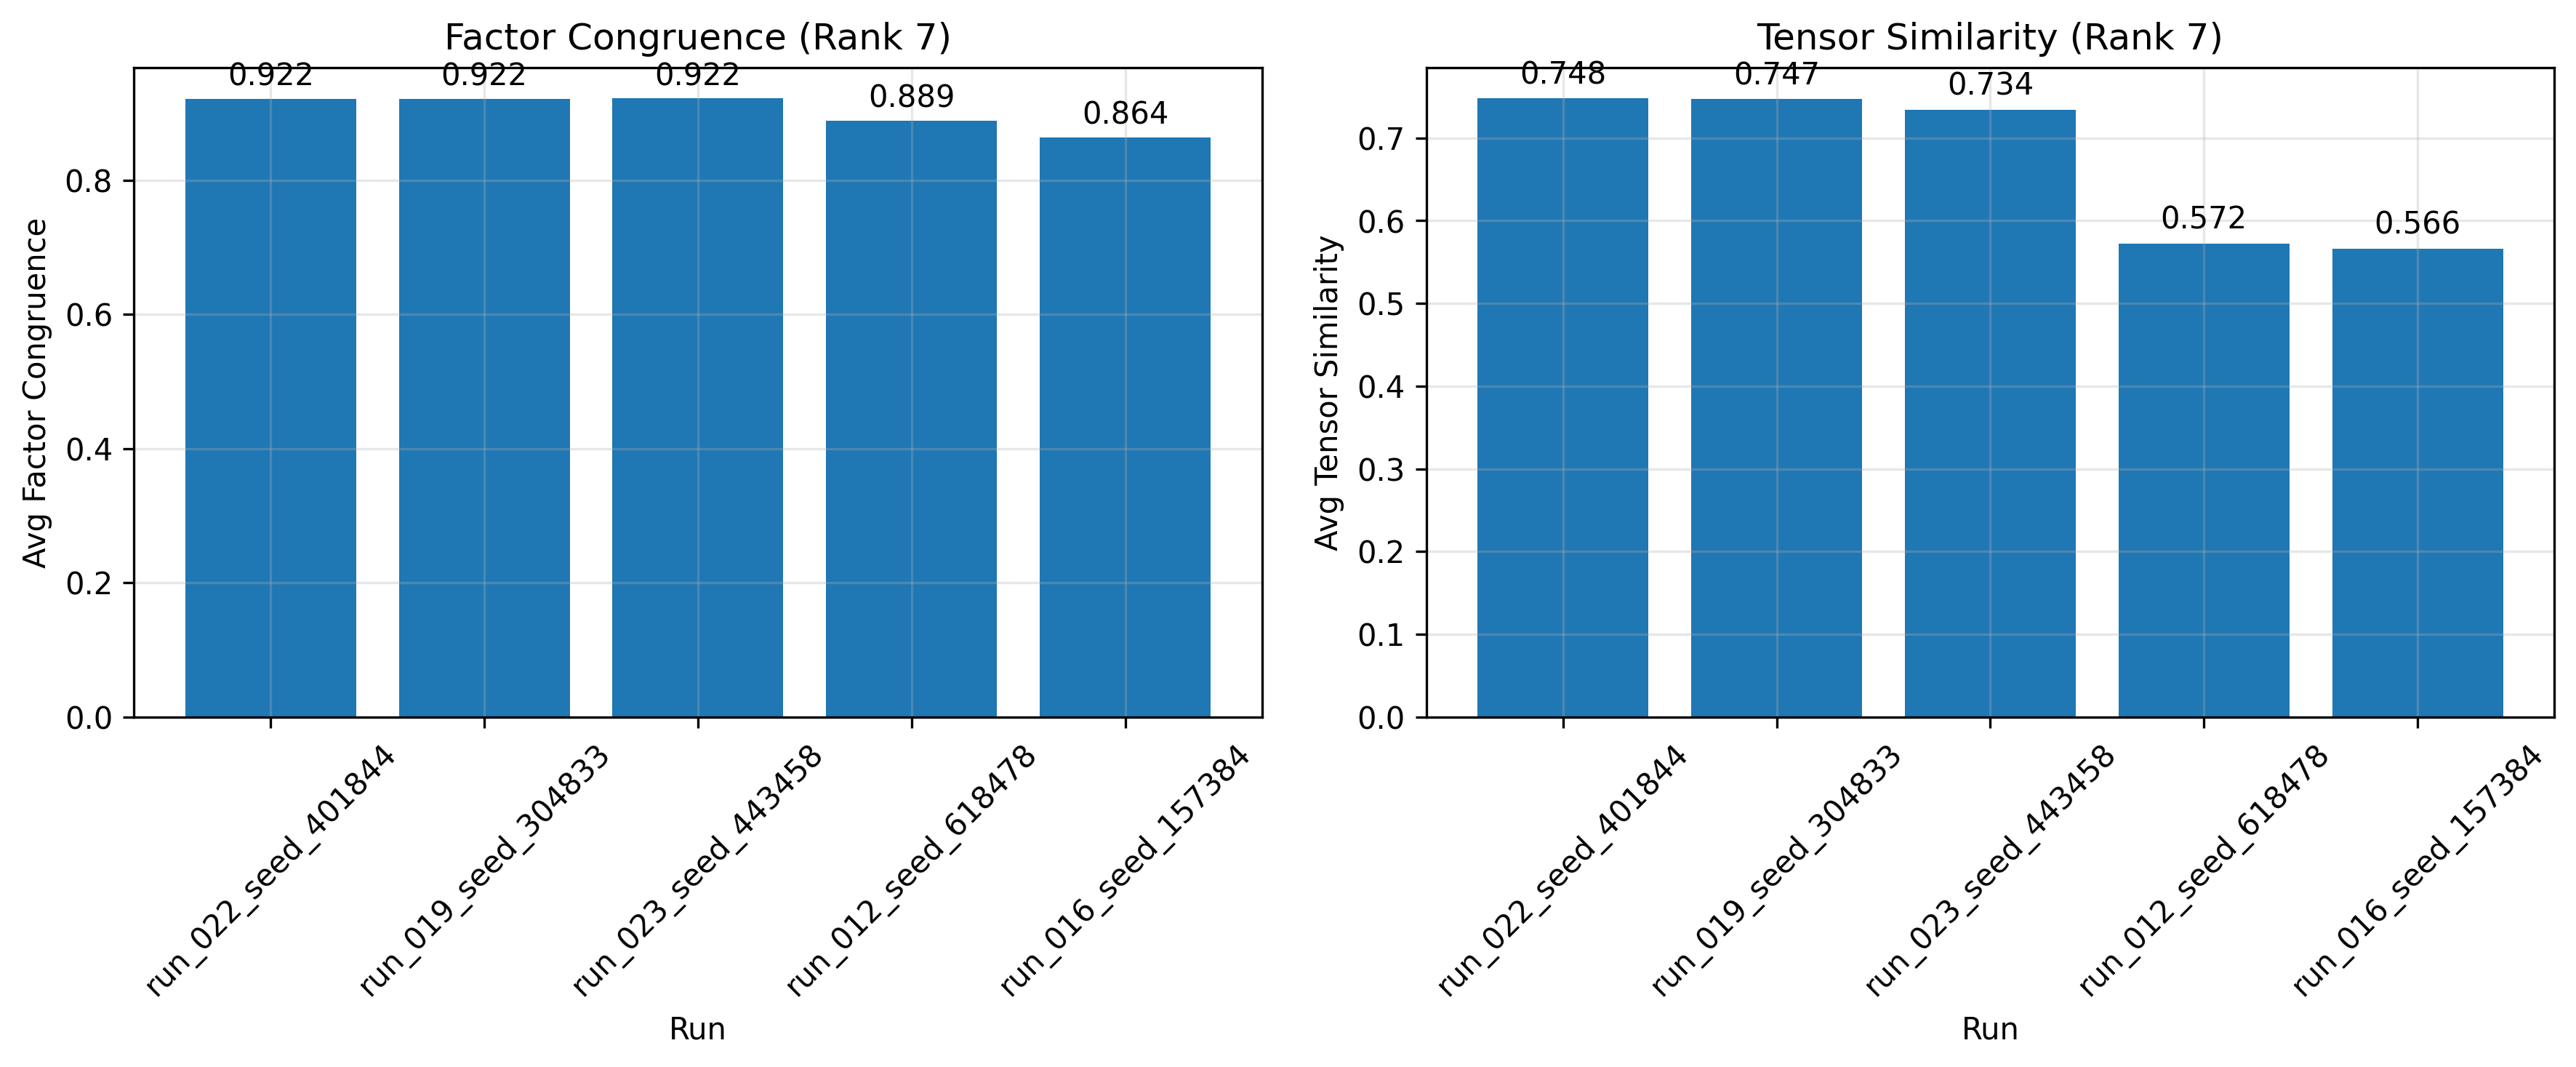 Factor Congruence (Rank 7)
0.922
0.922
0.922
0.889
0.864
Avg Factor Congruence
0.8
0.6
0.4
0.2
0.0
run_022_seed_401844
run_019_seed_304833
run_023_seed_443458
run_012_seed_618478
run_016_seed_157384
Run
Tensor Similarity (Rank 7)
0.748
0.747
0.734
0.572
0.566
Avg Tensor Similarity
0.7
0.6
0.5
0.4
0.3
0.2
0.1
0.0
run_022_seed_401844
run_019_seed_304833
run_023_seed_443458
run_012_seed_618478
run_016_seed_157384
Run